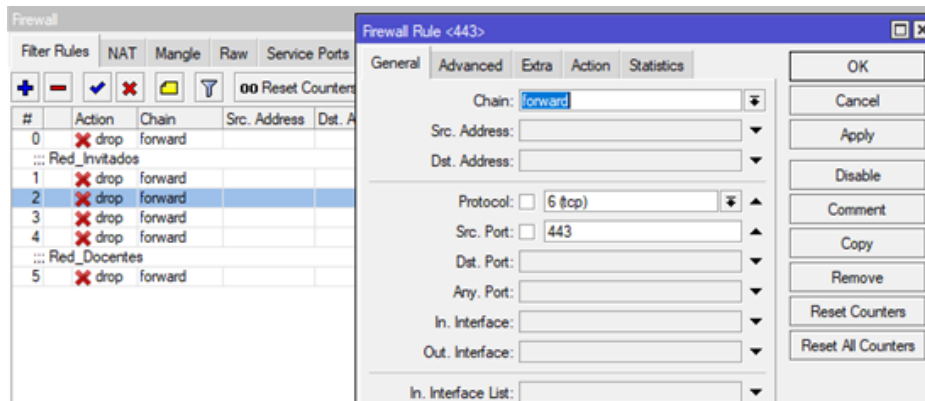 Firewall
Filter Rules NAT Mangle Raw Service Ports
00 Reset Counters
# Action Chain Src. Address Dst. A
0 drop forward
::: Red_Invitados
1 drop forward
2 drop forward
3 drop forward
4 drop forward
::: Red_Docentes
5 drop forward
Firewall Rule <443>
General Advanced Extra Action Statistics
Chain: forward
Src. Address:
Dst. Address:
Protocol: 6 (tcp)
Src. Port: 443
Dst. Port:
Any. Port:
In. Interface:
Out. Interface:
In. Interface List:
OK
Cancel
Apply
Disable
Comment
Copy
Remove
Reset Counters
Reset All Counters